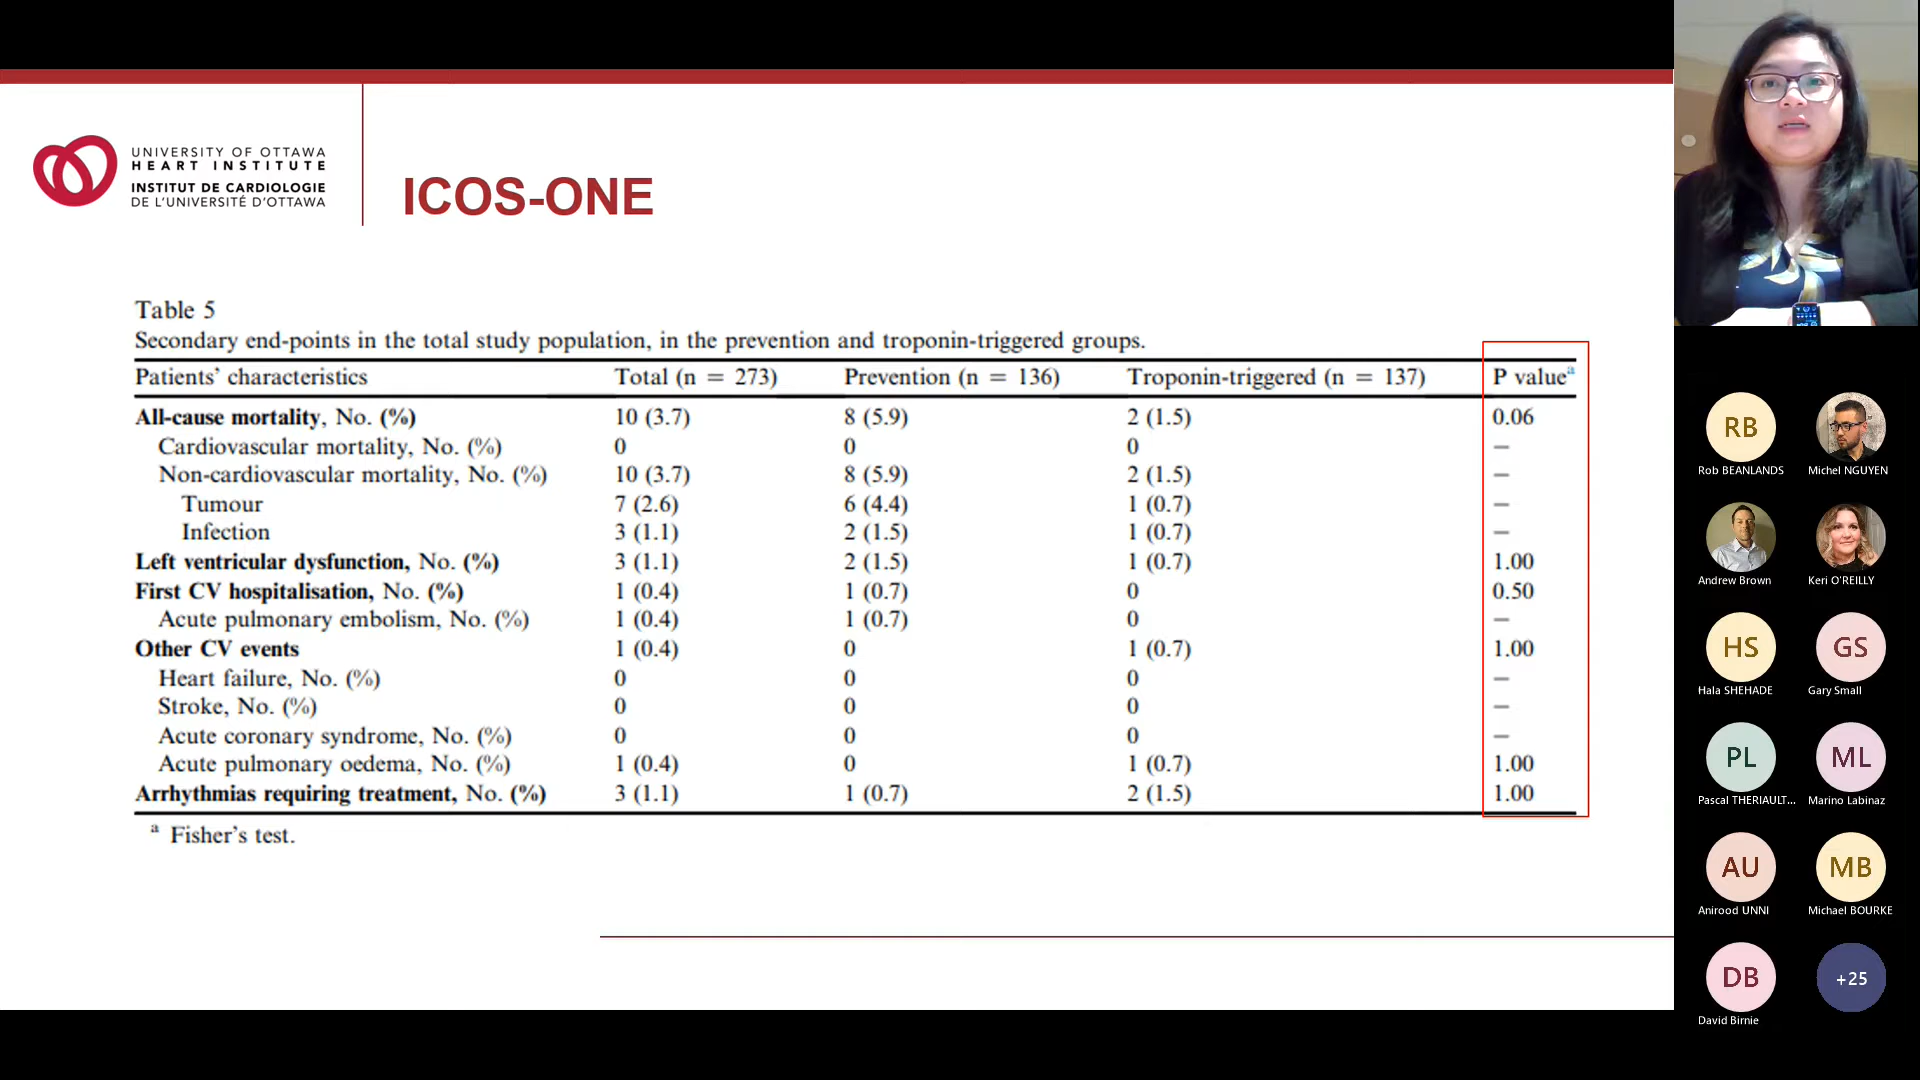 UNIVERSITY OF OTTAWA
HEART INSTITUTE
INSTITUT DE CARDIOLOGIE
DE L'UNIVERSITÉ D'OTTAWA
ICOS-ONE
Table 5
Secondary end-points in the total study population, in the prevention and troponin-triggered groups.
Patients' characteristics Total (n = 273) Prevention (n = 136) Troponin-triggered (n = 137) P valueᵃ
All-cause mortality, No. (%) 10 (3.7) 8 (5.9) 2 (1.5) 0.06
Cardiovascular mortality, No. (%) 0 0 0 –
Non-cardiovascular mortality, No. (%) 10 (3.7) 8 (5.9) 2 (1.5) –
Tumour 7 (2.6) 6 (4.4) 1 (0.7) –
Infection 3 (1.1) 2 (1.5) 1 (0.7) –
Left ventricular dysfunction, No. (%) 3 (1.1) 2 (1.5) 1 (0.7) 1.00
First CV hospitalisation, No. (%) 1 (0.4) 1 (0.7) 0 0.50
Acute pulmonary embolism, No. (%) 1 (0.4) 1 (0.7) 0 –
Other CV events 1 (0.4) 0 1 (0.7) 1.00
Heart failure, No. (%) 0 0 0 –
Stroke, No. (%) 0 0 0 –
Acute coronary syndrome, No. (%) 0 0 0 –
Acute pulmonary oedema, No. (%) 1 (0.4) 0 1 (0.7) 1.00
Arrhythmias requiring treatment, No. (%) 3 (1.1) 1 (0.7) 2 (1.5) 1.00
ᵃ Fisher's test.
RB
Rob BEANLANDS Michel NGUYEN
Andrew Brown Keri O'REILLY
HS GS
Hala SHEHADE Gary Small
PL ML
Pascal THERIAULT... Marino Labinaz
AU MB
Anirood UNNI Michael BOURKE
DB +25
David Birnie